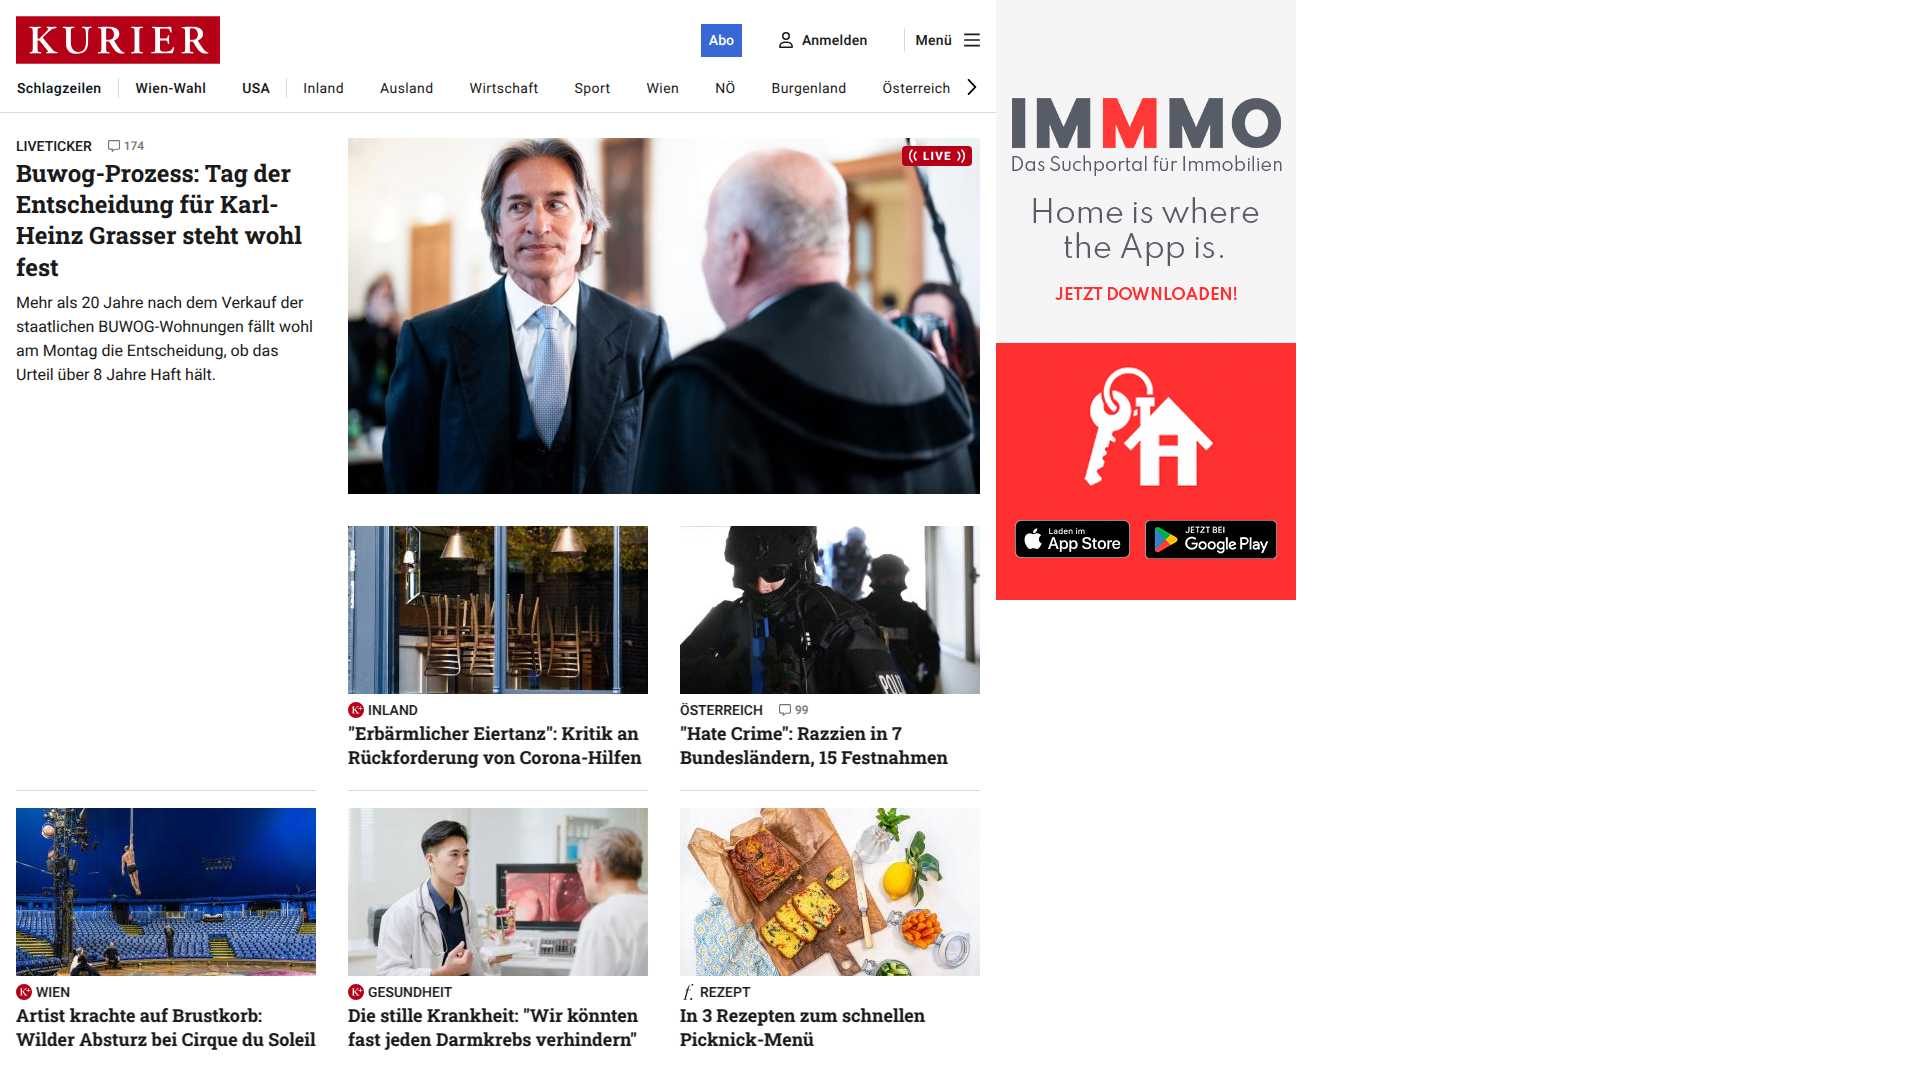 KURIER
Abo
Anmelden
Menü
Schlagzeilen
Wien-Wahl
USA
Inland
Ausland
Wirtschaft
Sport
Wien
NÖ
Burgenland
Österreich
LIVETICKER 174
Buwog-Prozess: Tag der
Entscheidung für Karl-
Heinz Grasser steht wohl
fest
Mehr als 20 Jahre nach dem Verkauf der
staatlichen BUWOG-Wohnungen fällt wohl
am Montag die Entscheidung, ob das
Urteil über 8 Jahre Haft hält.
LIVE
K+ INLAND
"Erbärmlicher Eiertanz": Kritik an
Rückforderung von Corona-Hilfen
ÖSTERREICH 99
"Hate Crime": Razzien in 7
Bundesländern, 15 Festnahmen
K+ WIEN
Artist krachte auf Brustkorb:
Wilder Absturz bei Cirque du Soleil
K+ GESUNDHEIT
Die stille Krankheit: "Wir könnten
fast jeden Darmkrebs verhindern"
f. REZEPT
In 3 Rezepten zum schnellen
Picknick-Menü
IMMMO
Das Suchportal für Immobilien
Home is where
the App is.
JETZT DOWNLOADEN!
Laden im
App Store
JETZT BEI
Google Play